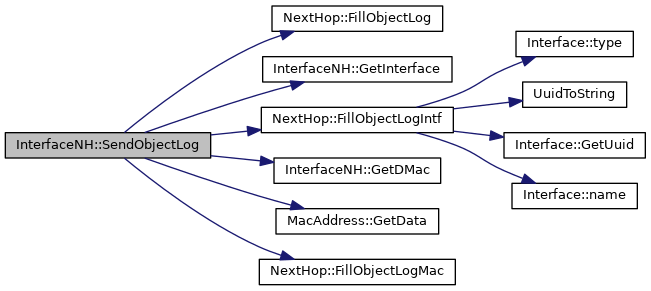 InterfaceNH::SendObjectLog
NextHop::FillObjectLog
InterfaceNH::GetInterface
NextHop::FillObjectLogIntf
InterfaceNH::GetDMac
MacAddress::GetData
NextHop::FillObjectLogMac
Interface::type
UuidToString
Interface::GetUuid
Interface::name